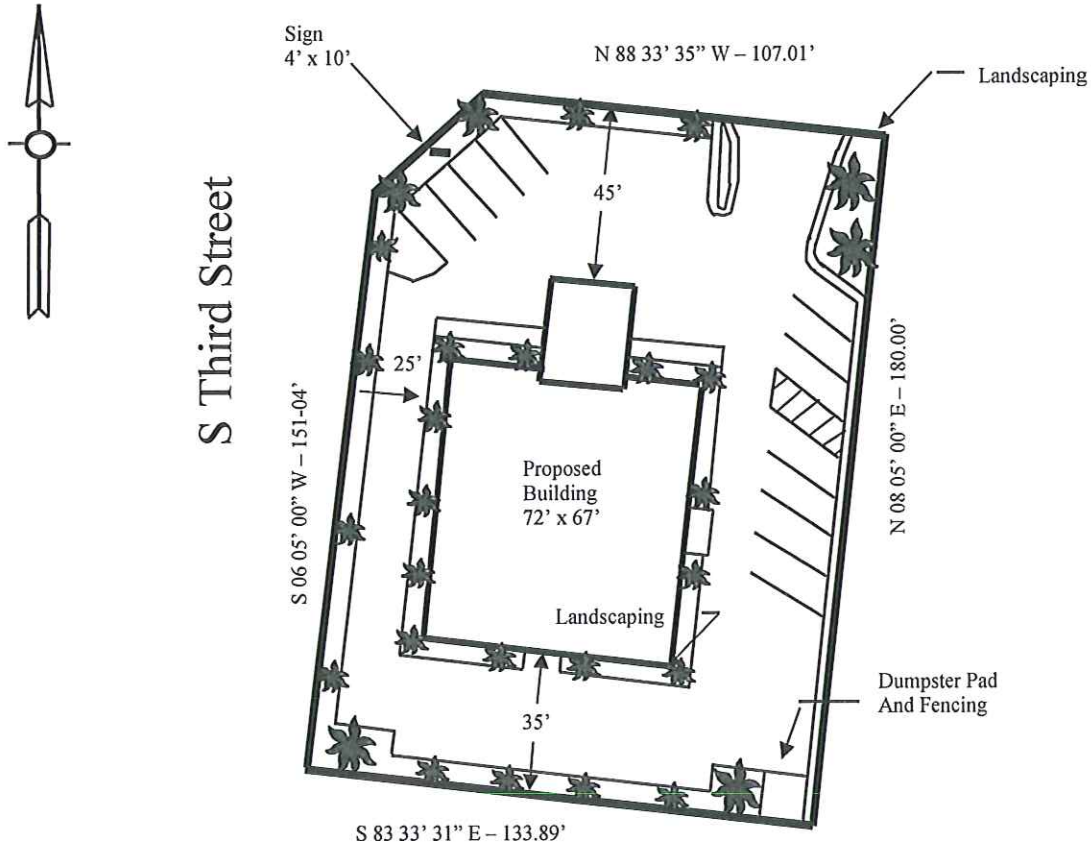 Sign
4’ x 10’
N 88 33’ 35” W – 107.01’
Landscaping
S Third Street
45’
25’
S 06 05’ 00” W – 151-04’
N 08 05’ 00” E – 180.00’
Proposed
Building
72’ x 67’
Landscaping
Dumpster Pad
And Fencing
35’
S 83 33’ 31” E – 133.89’